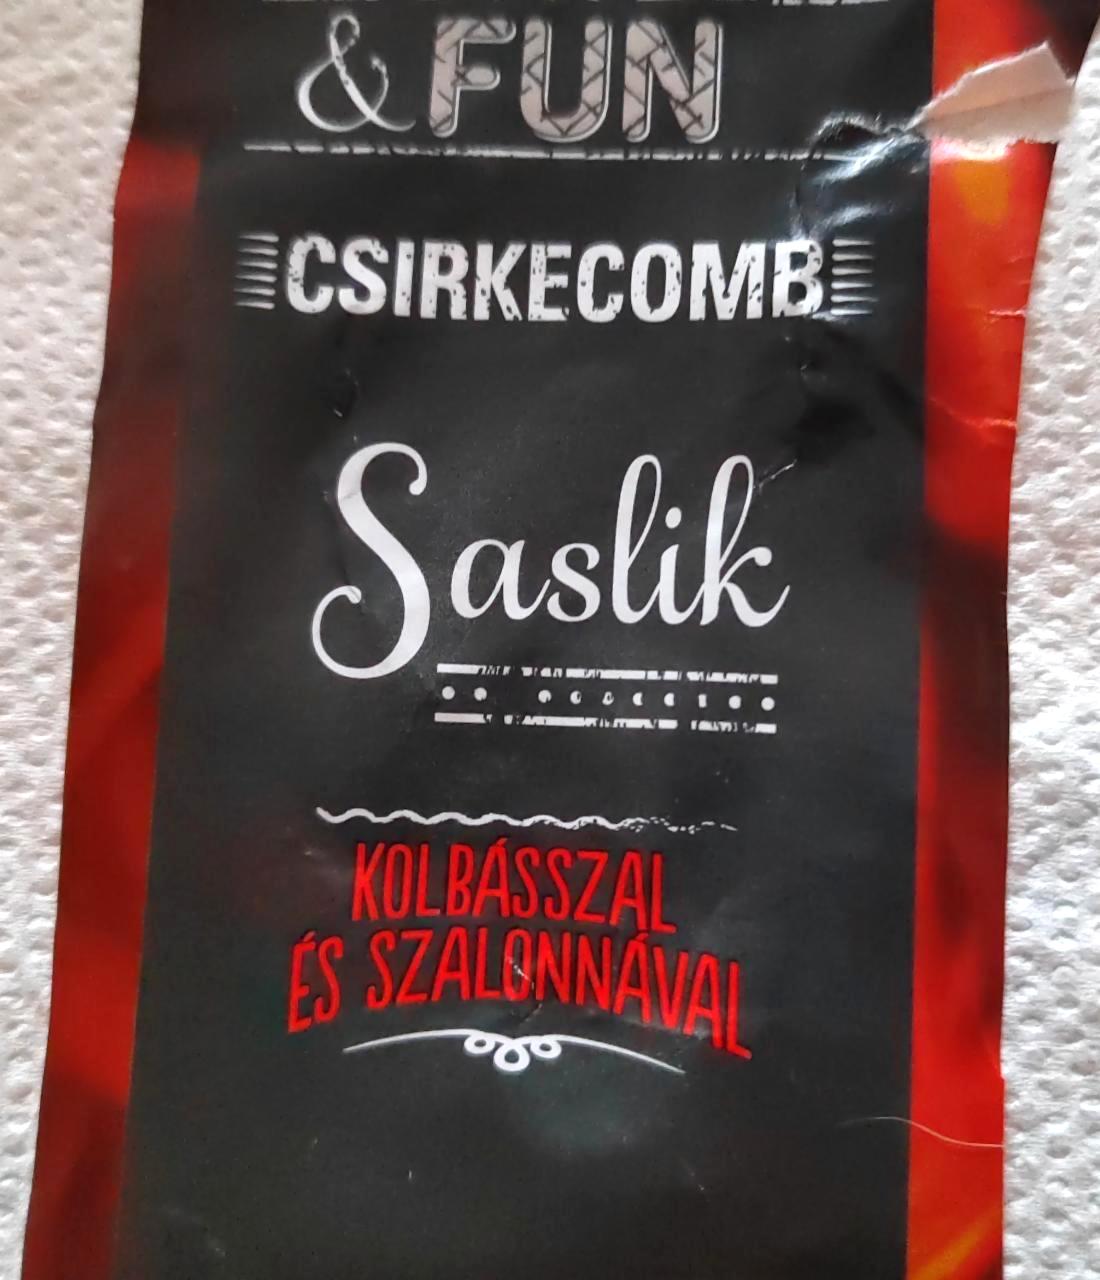 & FUN
CSIRKECOMB
Saslik
KOLBÁSSZAL
ÉS SZALONNÁVAL